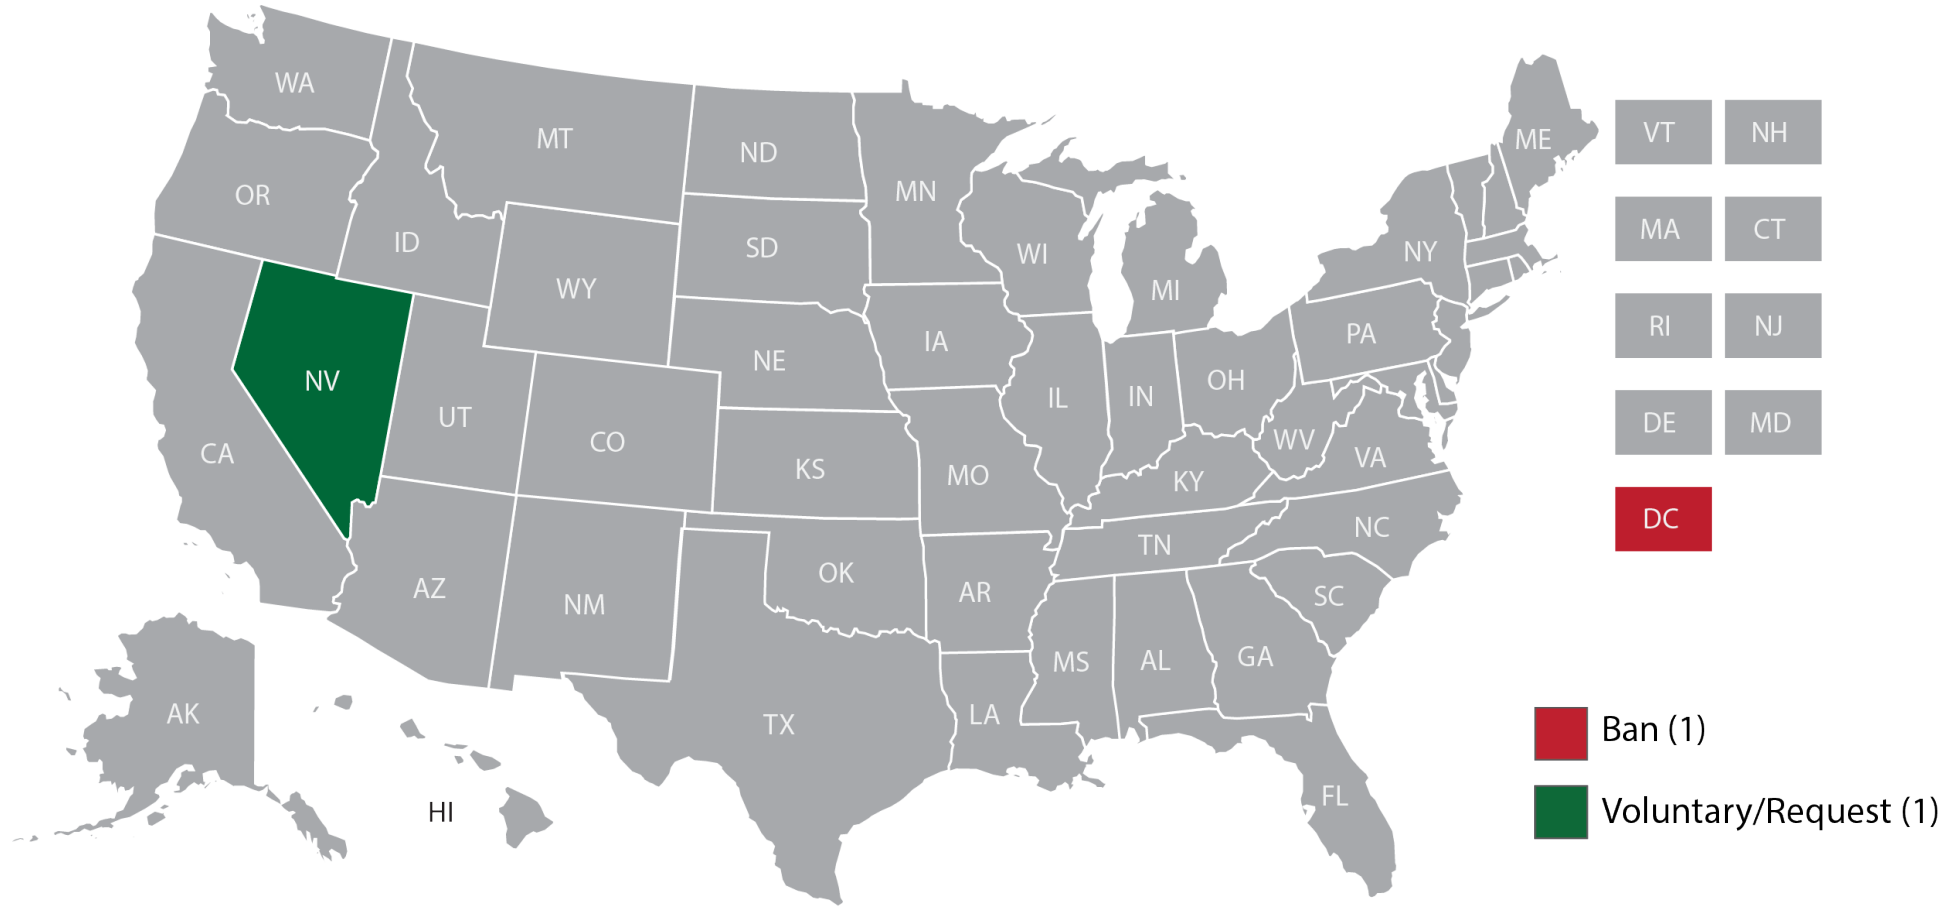 WA
MT
ND
MN
ME
VT NH
OR
ID
SD
WI
NY
MA CT
WY
MI
RI NJ
NV
NE
IA
PA
UT
CO
IL
IN
OH
DE MD
CA
KS
MO
WV
VA
KY
DC
NC
TN
AZ
NM
OK
AR
SC
MS
AL
GA
AK
TX
LA
HI
FL
Ban (1)
Voluntary/Request (1)